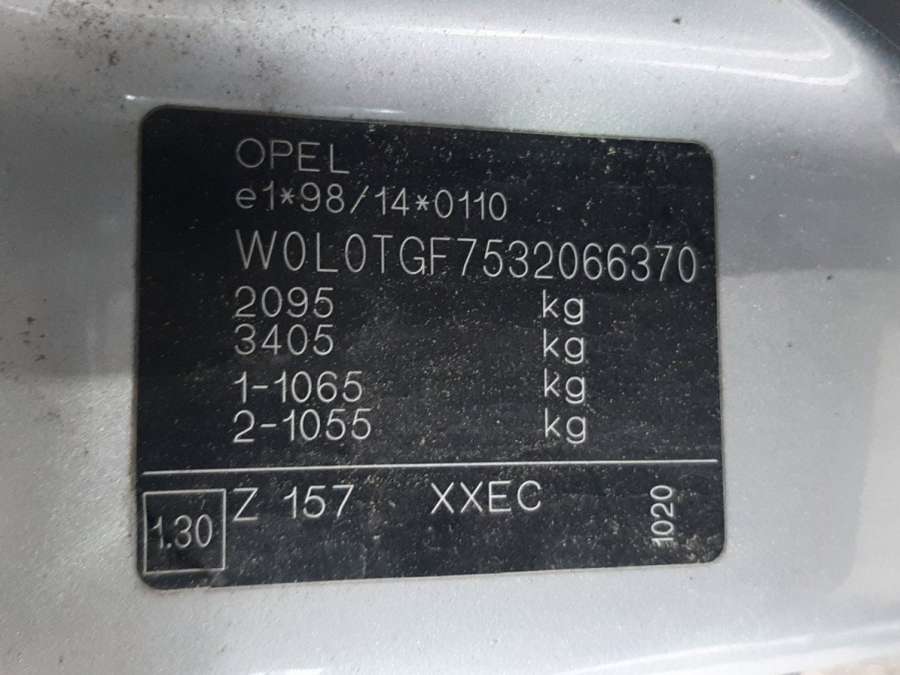 OPEL
e1*98/14*0110
W0L0TGF7532066370
2095 kg
3405 kg
1-1065 kg
2-1055 kg
1.30 Z 157 XXEC 1020